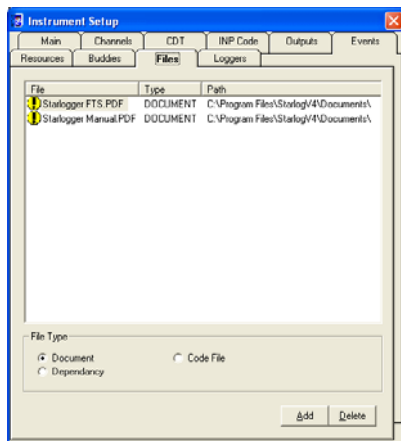 Instrument Setup
Main Channels CDT INP Code Outputs Events
Resources Buddies Files Loggers
File Type Path
Starlogger FTS.PDF DOCUMENT C:\Program Files\StarlogV4\Documents\
Starlogger Manual.PDF DOCUMENT C:\Program Files\StarlogV4\Documents\
File Type
Document Code File
Dependancy
Add Delete